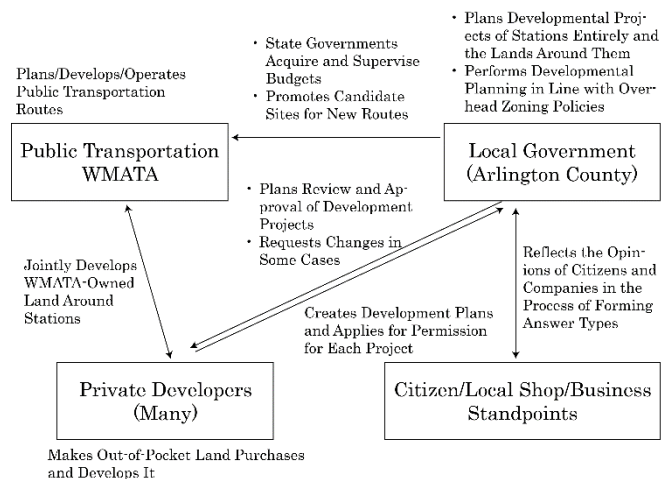 • Plans Developmental Proj-
ects of Stations Entirely and
the Lands Around Them
• Performs Developmental
Planning in Line with Over-
head Zoning Policies
• State Governments
Acquire and Supervise
Budgets
• Promotes Candidate
Sites for New Routes
Plans/Develops/Operates
Public Transportation
Routes
Public Transportation
WMATA
Local Government
(Arlington County)
• Plans Review and Ap-
proval of Development
Projects
• Requests Changes in
Some Cases
Jointly Develops
WMATA-Owned
Land Around
Stations
Reflects the Opin-
ions of Citizens and
Companies in the
Process of Forming
Answer Types
Creates Development Plans
and Applies for Permission
for Each Project
Private Developers
(Many)
Citizen/Local Shop/Business
Standpoints
Makes Out-of-Pocket Land Purchases
and Develops It